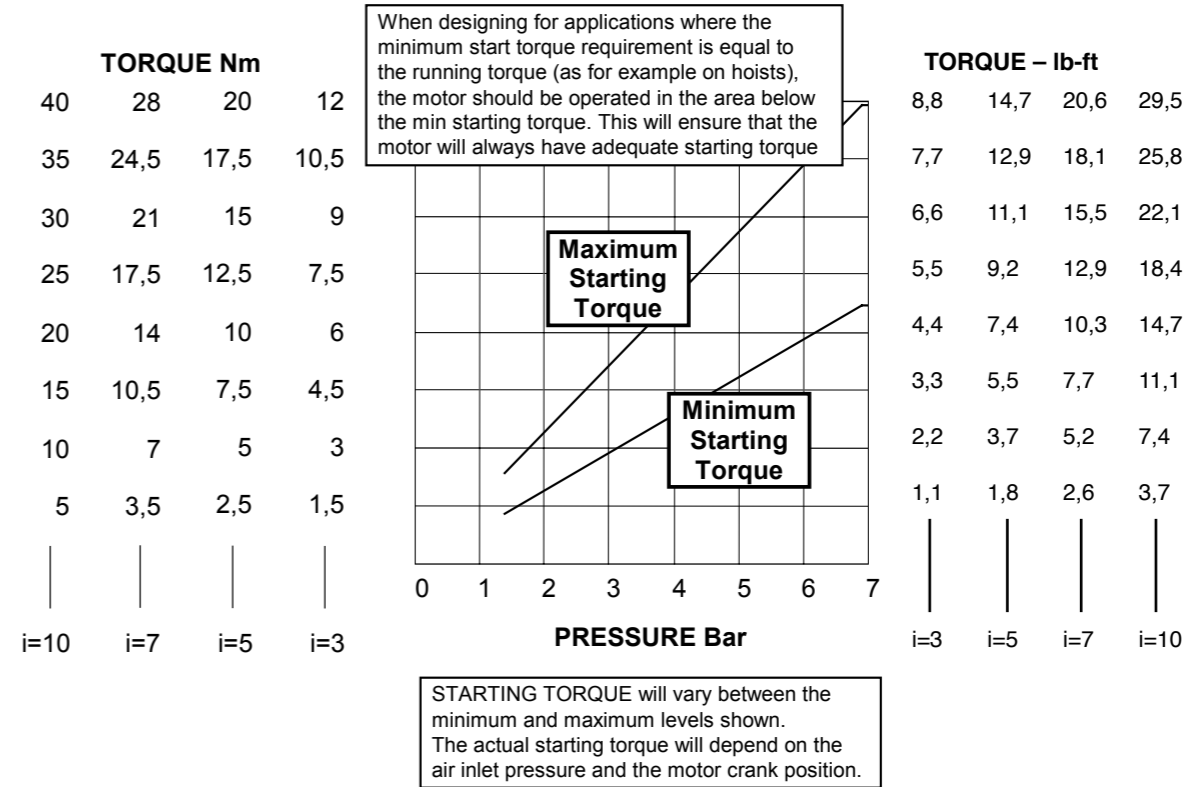 When designing for applications where the
minimum start torque requirement is equal to
the running torque (as for example on hoists),
the motor should be operated in the area below
the min starting torque. This will ensure that the
motor will always have adequate starting torque
TORQUE Nm
40 28 20 12
35 24,5 17,5 10,5
30 21 15 9
25 17,5 12,5 7,5
20 14 10 6
15 10,5 7,5 4,5
10 7 5 3
5 3,5 2,5 1,5
i=10 i=7 i=5 i=3
Maximum
Starting
Torque
Minimum
Starting
Torque
0 1 2 3 4 5 6 7
PRESSURE Bar
TORQUE – lb-ft
8,8 14,7 20,6 29,5
7,7 12,9 18,1 25,8
6,6 11,1 15,5 22,1
5,5 9,2 12,9 18,4
4,4 7,4 10,3 14,7
3,3 5,5 7,7 11,1
2,2 3,7 5,2 7,4
1,1 1,8 2,6 3,7
i=3 i=5 i=7 i=10
STARTING TORQUE will vary between the
minimum and maximum levels shown.
The actual starting torque will depend on the
air inlet pressure and the motor crank position.